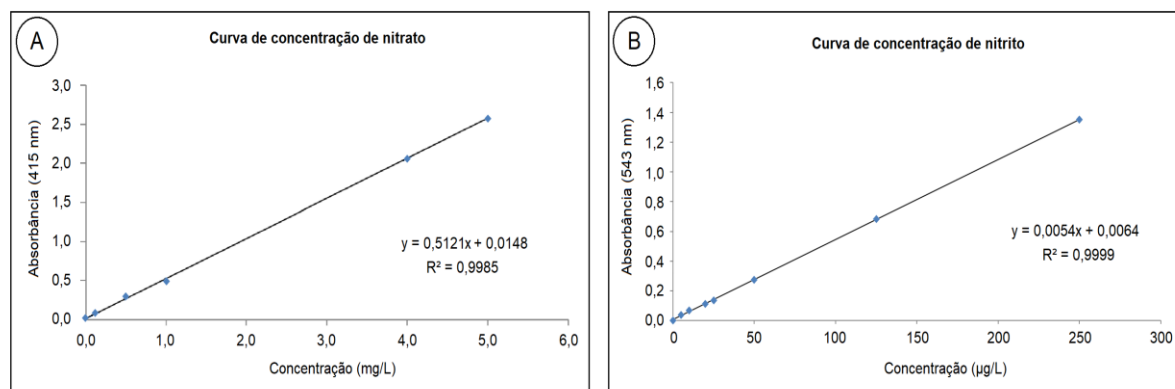 A
Curva de concentração de nitrato
Absorbância (415 nm)
3,0
2,5
2,0
1,5
1,0
0,5
0,0
y = 0,5121x + 0,0148
R² = 0,9985
0,0 1,0 2,0 3,0 4,0 5,0 6,0
Concentração (mg/L)
B
Curva de concentração de nitrito
Absorbância (543 nm)
1,6
1,4
1,2
1,0
0,8
0,6
0,4
0,2
0,0
y = 0,0054x + 0,0064
R² = 0,9999
0 50 100 150 200 250 300
Concentração (µg/L)